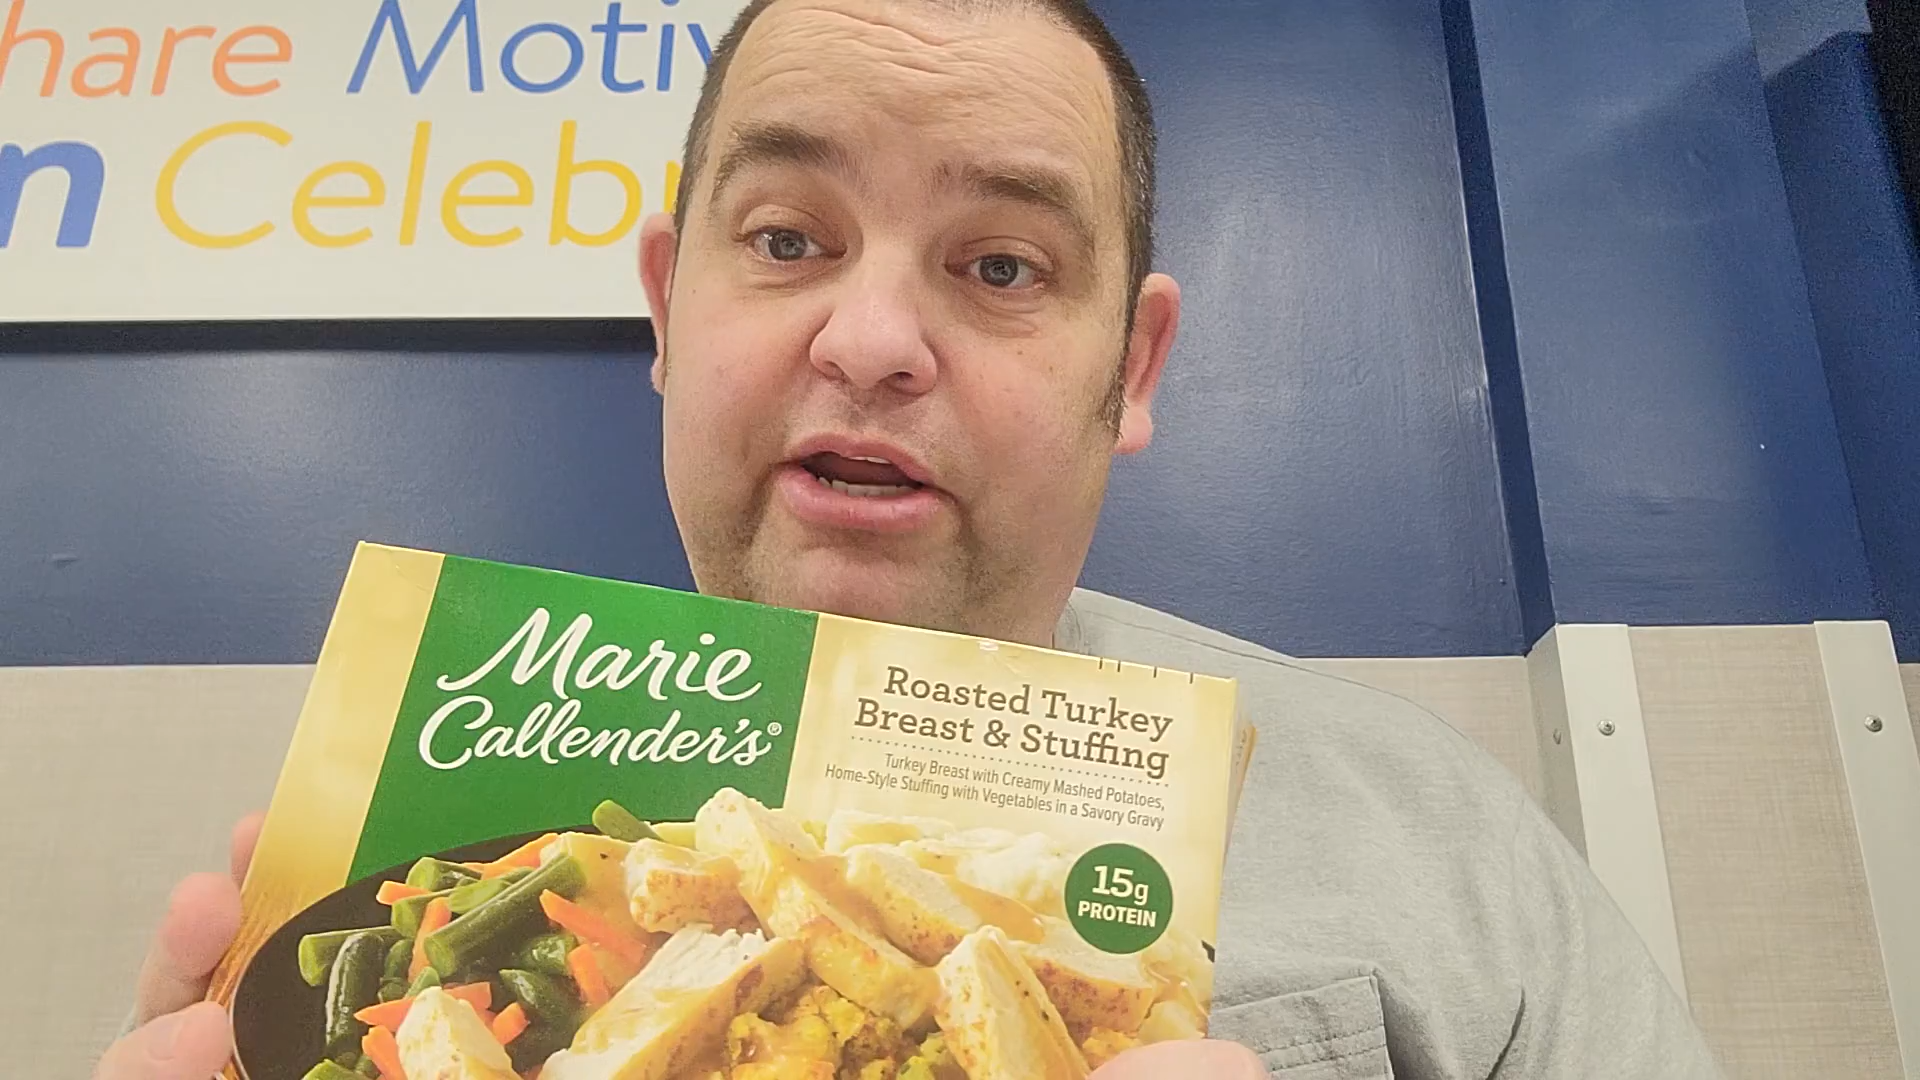 hare Motiv
n Celebr
Marie
Callender's®
Roasted Turkey
Breast & Stuffing
Turkey Breast with Creamy Mashed Potatoes,
Home-Style Stuffing with Vegetables in a Savory Gravy
15g
PROTEIN